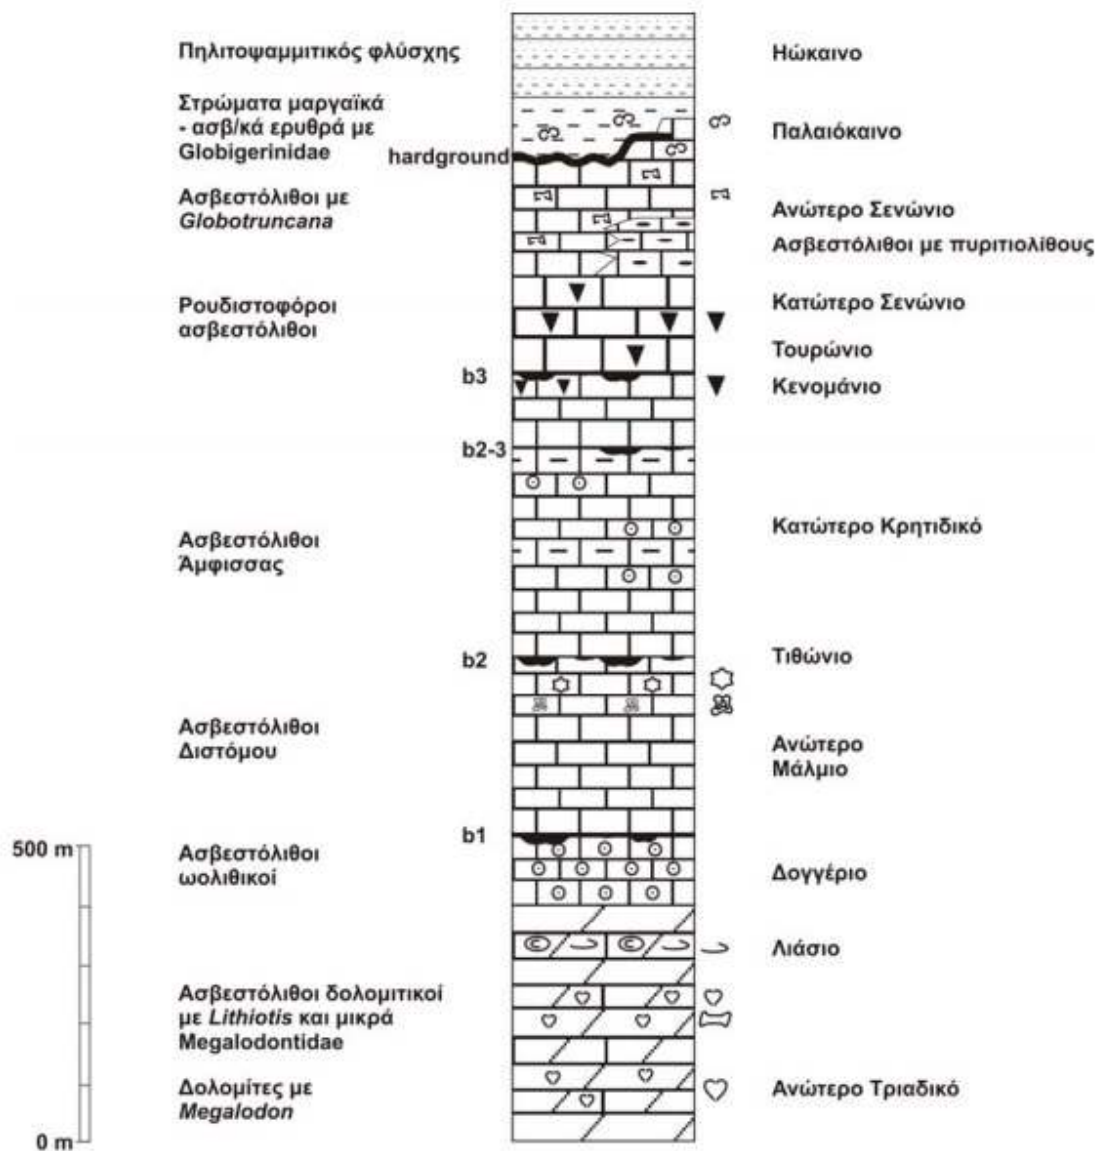 Πηλιτοψαμμιτικός φλύσχης
Ηώκαινο
Στρώματα μαργαϊκά
- ασβ/κά ερυθρά με
Globigerinidae
hardground
Παλαιόκαινο
Ασβεστόλιθοι με
Globotruncana
Ανώτερο Σενώνιο
Ασβεστόλιθοι με πυριτιολίθους
Ρουδιστοφόροι
ασβεστόλιθοι
Κατώτερο Σενώνιο
Τουρώνιο
b3
Κενομάνιο
b2-3
Ασβεστόλιθοι
Άμφισσας
Κατώτερο Κρητιδικό
b2
Τιθώνιο
Ασβεστόλιθοι
Διστόμου
Ανώτερο
Μάλμιο
b1
500 m
Ασβεστόλιθοι
ωολιθικοί
Δογγέριο
Λιάσιο
Ασβεστόλιθοι δολομιτικοί
με Lithiotis και μικρά
Megalodontidae
Δολομίτες με
Megalodon
Ανώτερο Τριαδικό
0 m